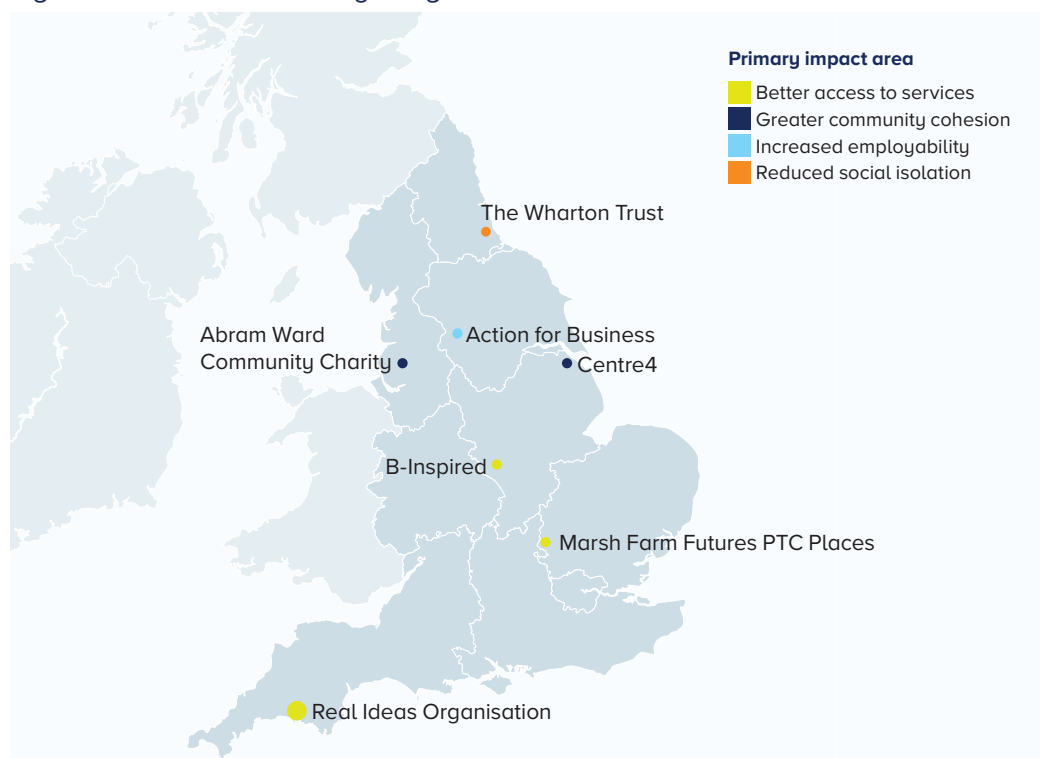 Primary impact area
Better access to services
Greater community cohesion
Increased employability
Reduced social isolation
The Wharton Trust
Abram Ward
Community Charity
Action for Business
Centre4
B-Inspired
Marsh Farm Futures PTC Places
Real Ideas Organisation